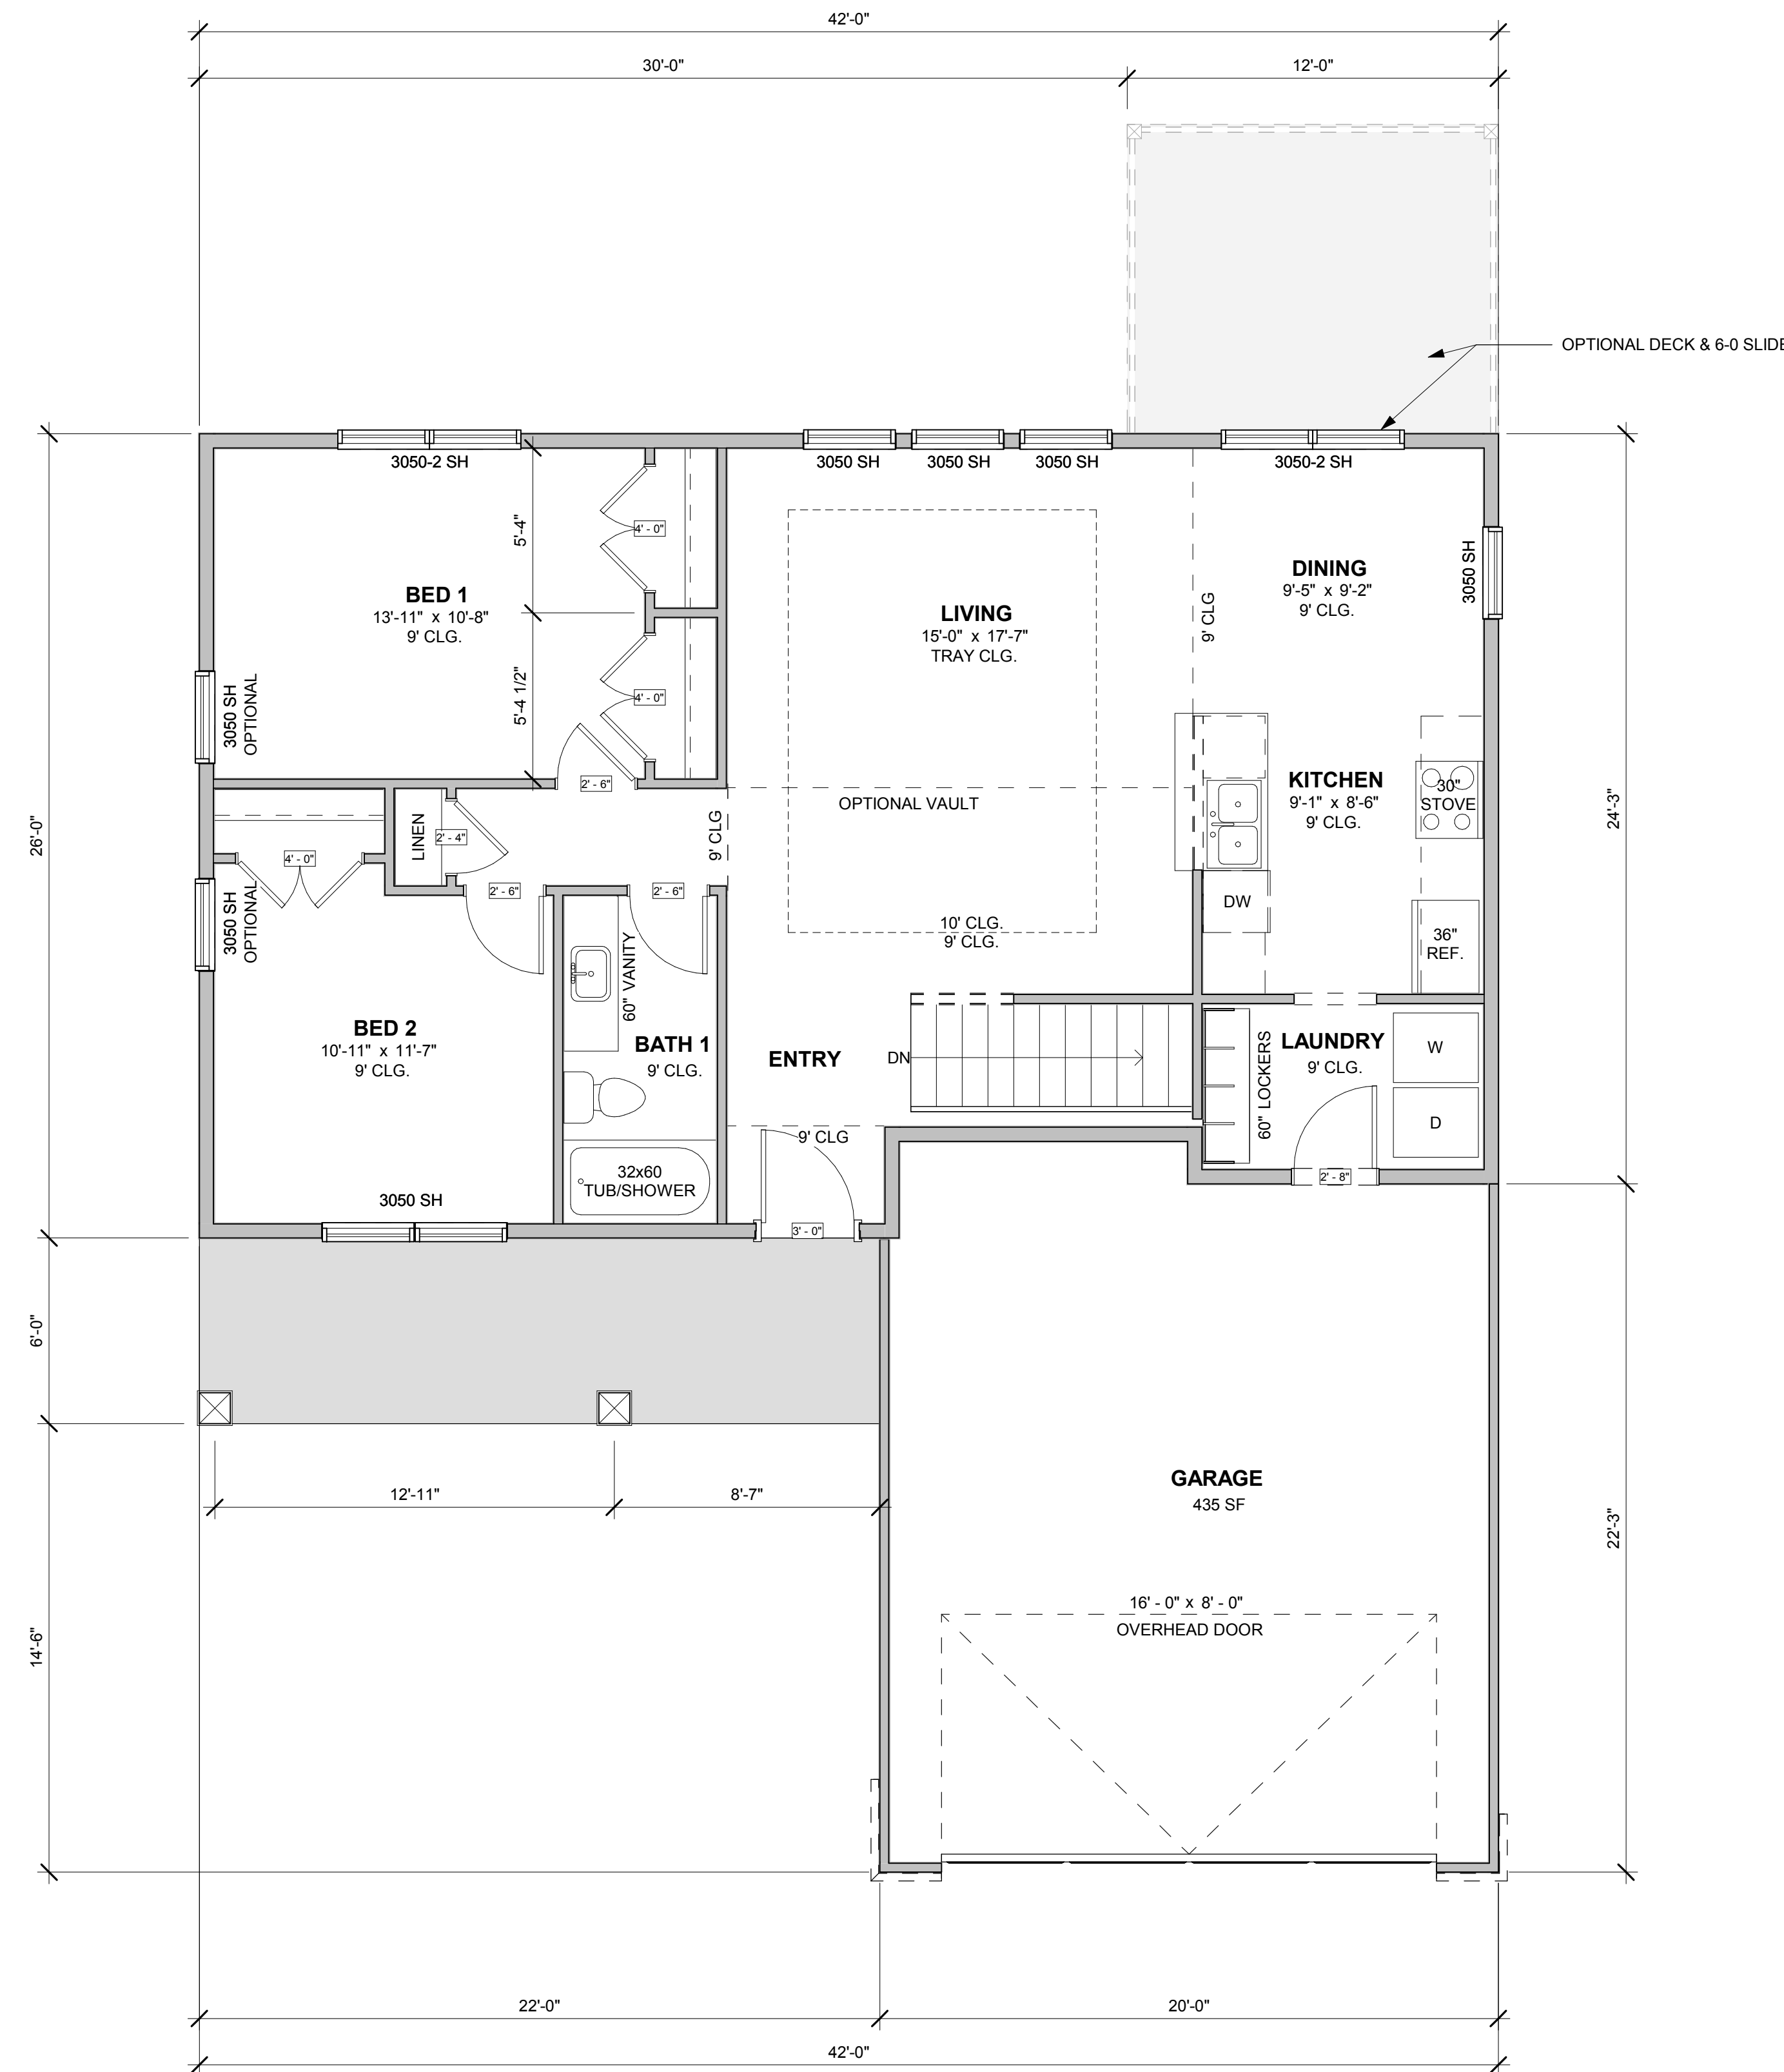 42'-0"
30'-0"
12'-0"
OPTIONAL DECK & 6-0 SLIDE
3050-2 SH
3050 SH
3050 SH
3050 SH
3050-2 SH
5'-4"
4' - 0"
3050 SH
BED 1
13'-11" x 10'-8"
9' CLG.
LIVING
15'-0" x 17'-7"
TRAY CLG.
9' CLG
DINING
9'-5" x 9'-2"
9' CLG.
5'-4 1/2"
4' - 0"
3050 SH
OPTIONAL
2' - 6"
OPTIONAL VAULT
KITCHEN
9'-1" x 8'-6"
9' CLG.
30"
STOVE
26'-0"
24'-3"
LINEN
2' - 4"
9' CLG
4' - 0"
2' - 6"
2' - 6"
3050 SH
OPTIONAL
DW
10' CLG.
9' CLG.
36"
REF.
60" VANITY
BED 2
10'-11" x 11'-7"
9' CLG.
BATH 1
9' CLG.
ENTRY
DN
60" LOCKERS
LAUNDRY
9' CLG.
W
D
9' CLG
32x60
TUB/SHOWER
2' - 8"
3050 SH
3' - 0"
6'-0"
12'-11"
8'-7"
GARAGE
435 SF
22'-3"
14'-6"
16' - 0" x 8' - 0"
OVERHEAD DOOR
22'-0"
20'-0"
42'-0"